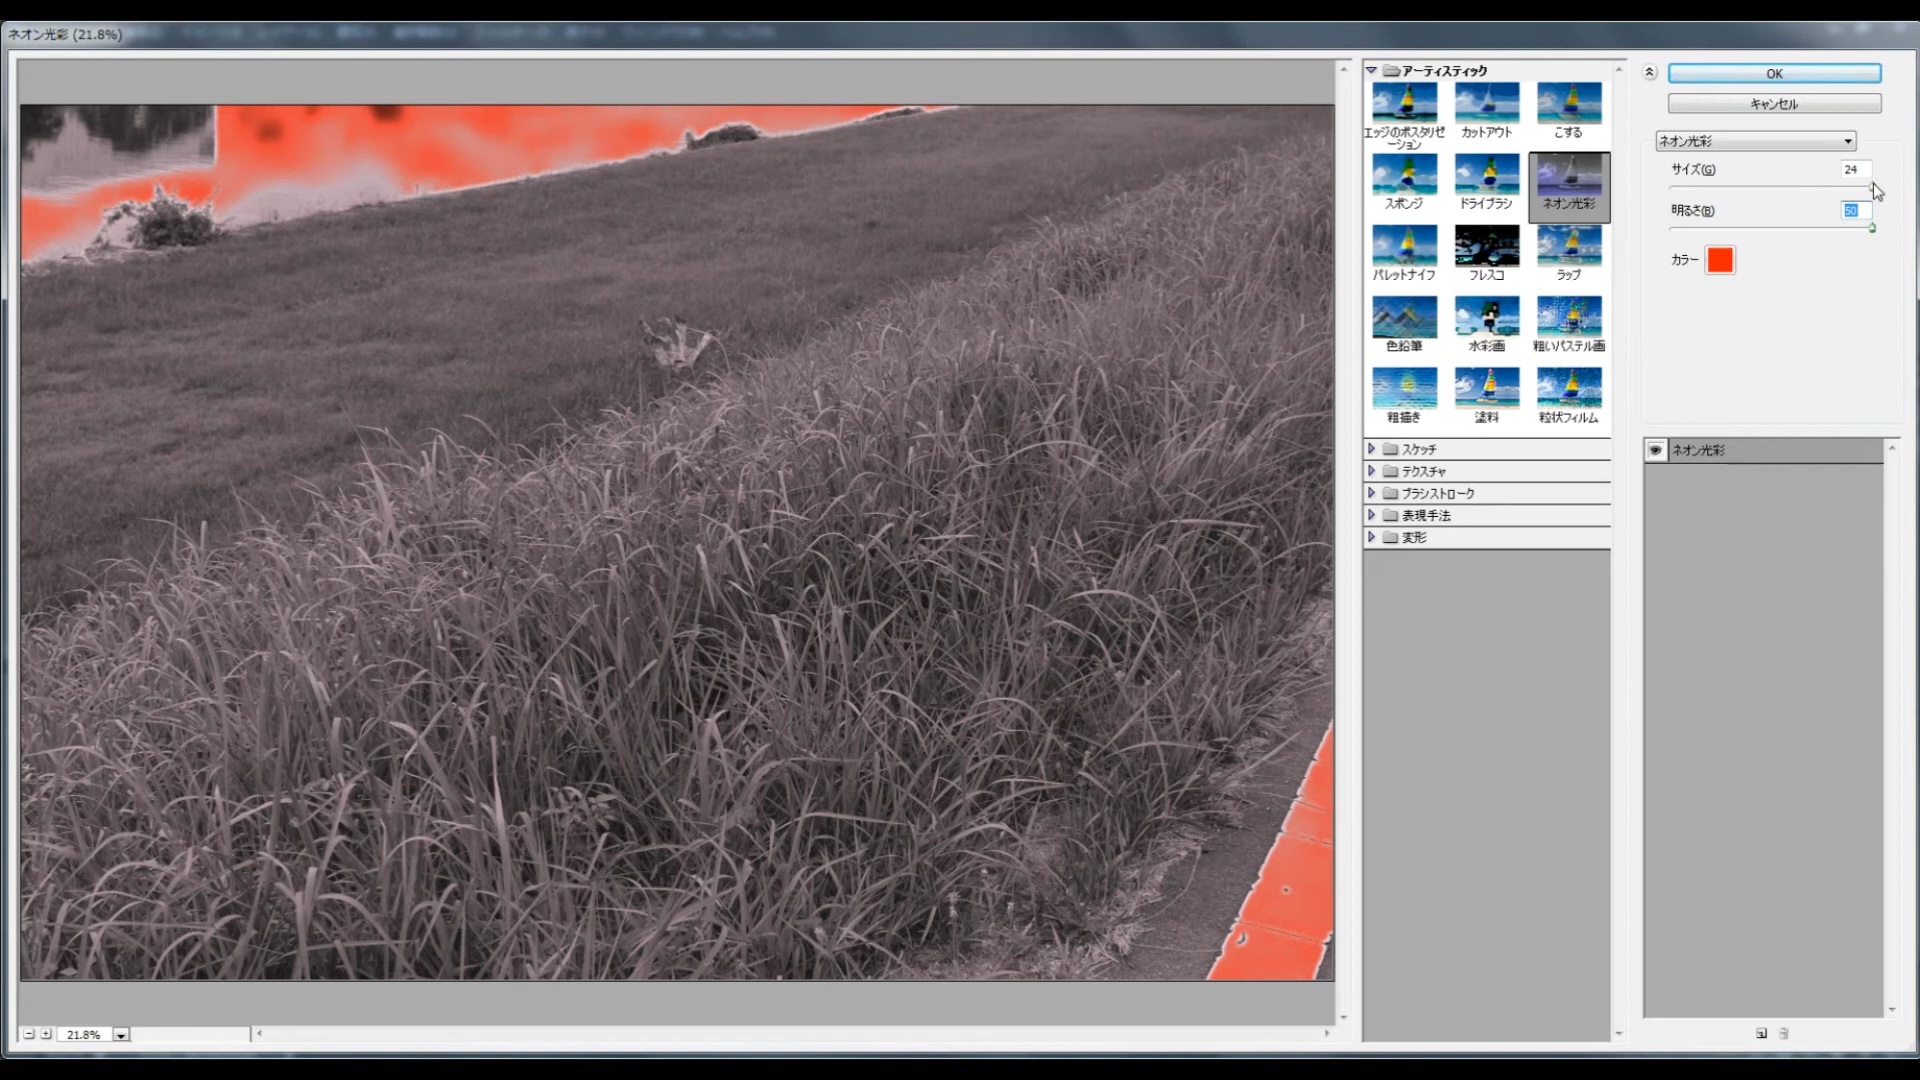 ネオン光彩 (21.8%)
アーティスティック
エッジのポスタリゼーション
カットアウト
こする
スポンジ
ドライブラシ
ネオン光彩
パレットナイフ
フレスコ
ラップ
色鉛筆
水彩画
粗いパステル画
粗描き
塗料
粒状フィルム
スケッチ
テクスチャ
ブラシストローク
表現手法
変形
OK
キャンセル
ネオン光彩
サイズ(G) 24
明るさ(B) 50
カラー
ネオン光彩
21.8%